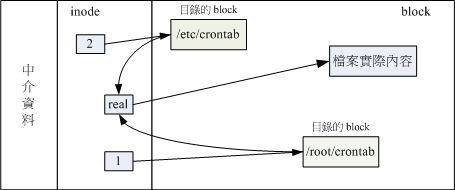 inode
block
目錄的 block
/etc/crontab
2
檔案實際內容
中介資料
real
目錄的 block
/root/crontab
1